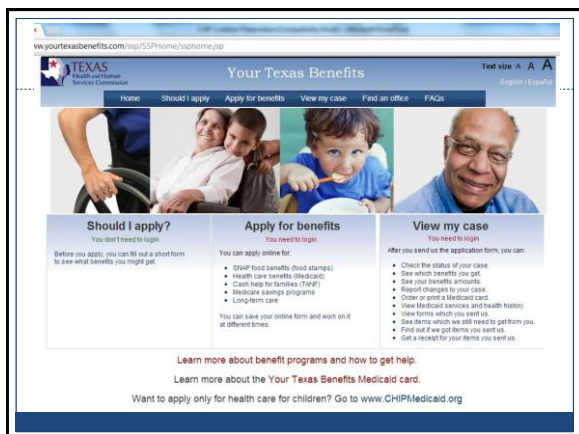 w.yourtexasbenefits.com/ssp/SSPHome/ssphome.jsp
TEXAS
Health and Human
Services Commission
Your Texas Benefits
Text size A A A
English | Español
Home Should I apply Apply for benefits View my case Find an office FAQs
Should I apply?
You don't need to login
Before you apply, you can fill out a short form
to see what benefits you might get.
Apply for benefits
You need to login
You can apply online for:
• SNAP food benefits (food stamps)
• Health care benefits (Medicaid)
• Cash help for families (TANF)
• Medicare savings programs
• Long-term care
You can save your online form and work on it
at different times.
View my case
You need to login
After you send us the application form, you can:
• Check the status of your case.
• See which benefits you get.
• See your benefits amounts.
• Report changes to your case.
• Order or print a Medicaid card.
• View Medicaid services and health history.
• View forms which you sent us.
• See items which we still need to get from you.
• Find out if we got items you sent us.
• Get a receipt for your items you sent us.
Learn more about benefit programs and how to get help.
Learn more about the Your Texas Benefits Medicaid card.
Want to apply only for health care for children? Go to www.CHIPMedicaid.org